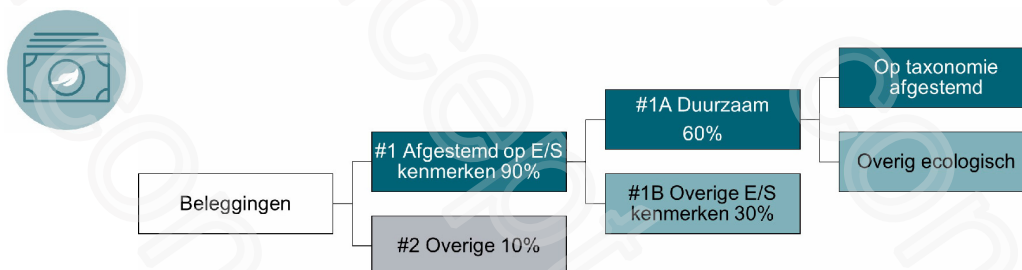 Beleggingen
#1 Afgestemd op E/S
kenmerken 90%
#2 Overige 10%
#1A Duurzaam
60%
#1B Overige E/S
kenmerken 30%
Op taxonomie
afgestemd
Overig ecologisch